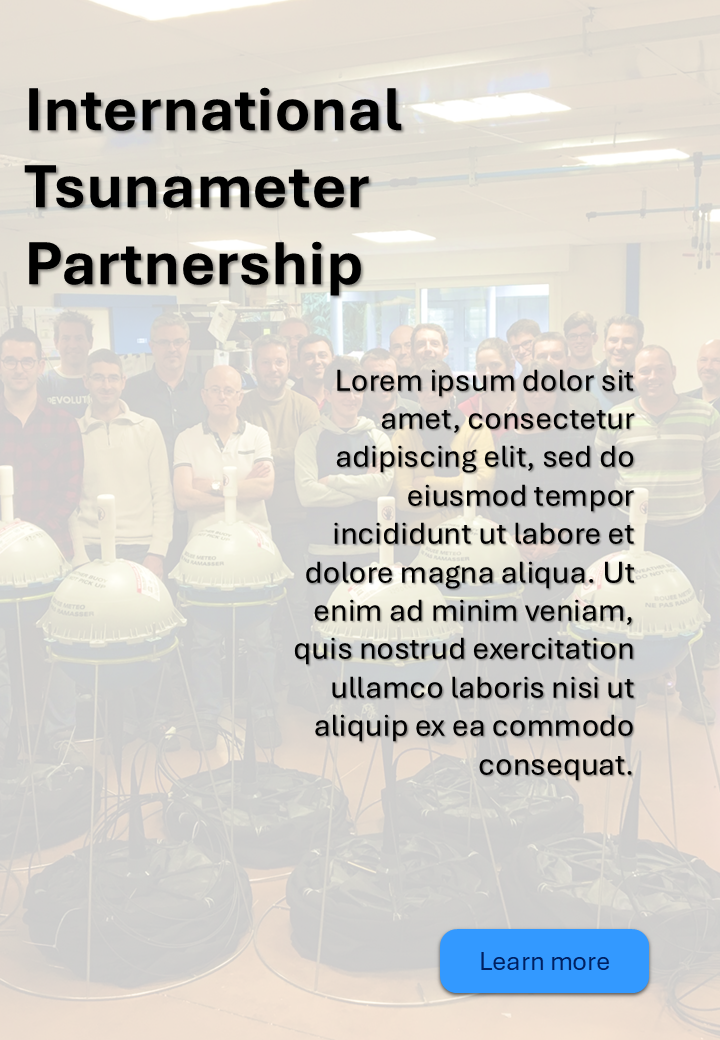 International
Tsunameter
Partnership
Lorem ipsum dolor sit
amet, consectetur
adipiscing elit, sed do
eiusmod tempor
incididunt ut labore et
dolore magna aliqua. Ut
enim ad minim veniam,
quis nostrud exercitation
ullamco laboris nisi ut
aliquip ex ea commodo
consequat.
Learn more